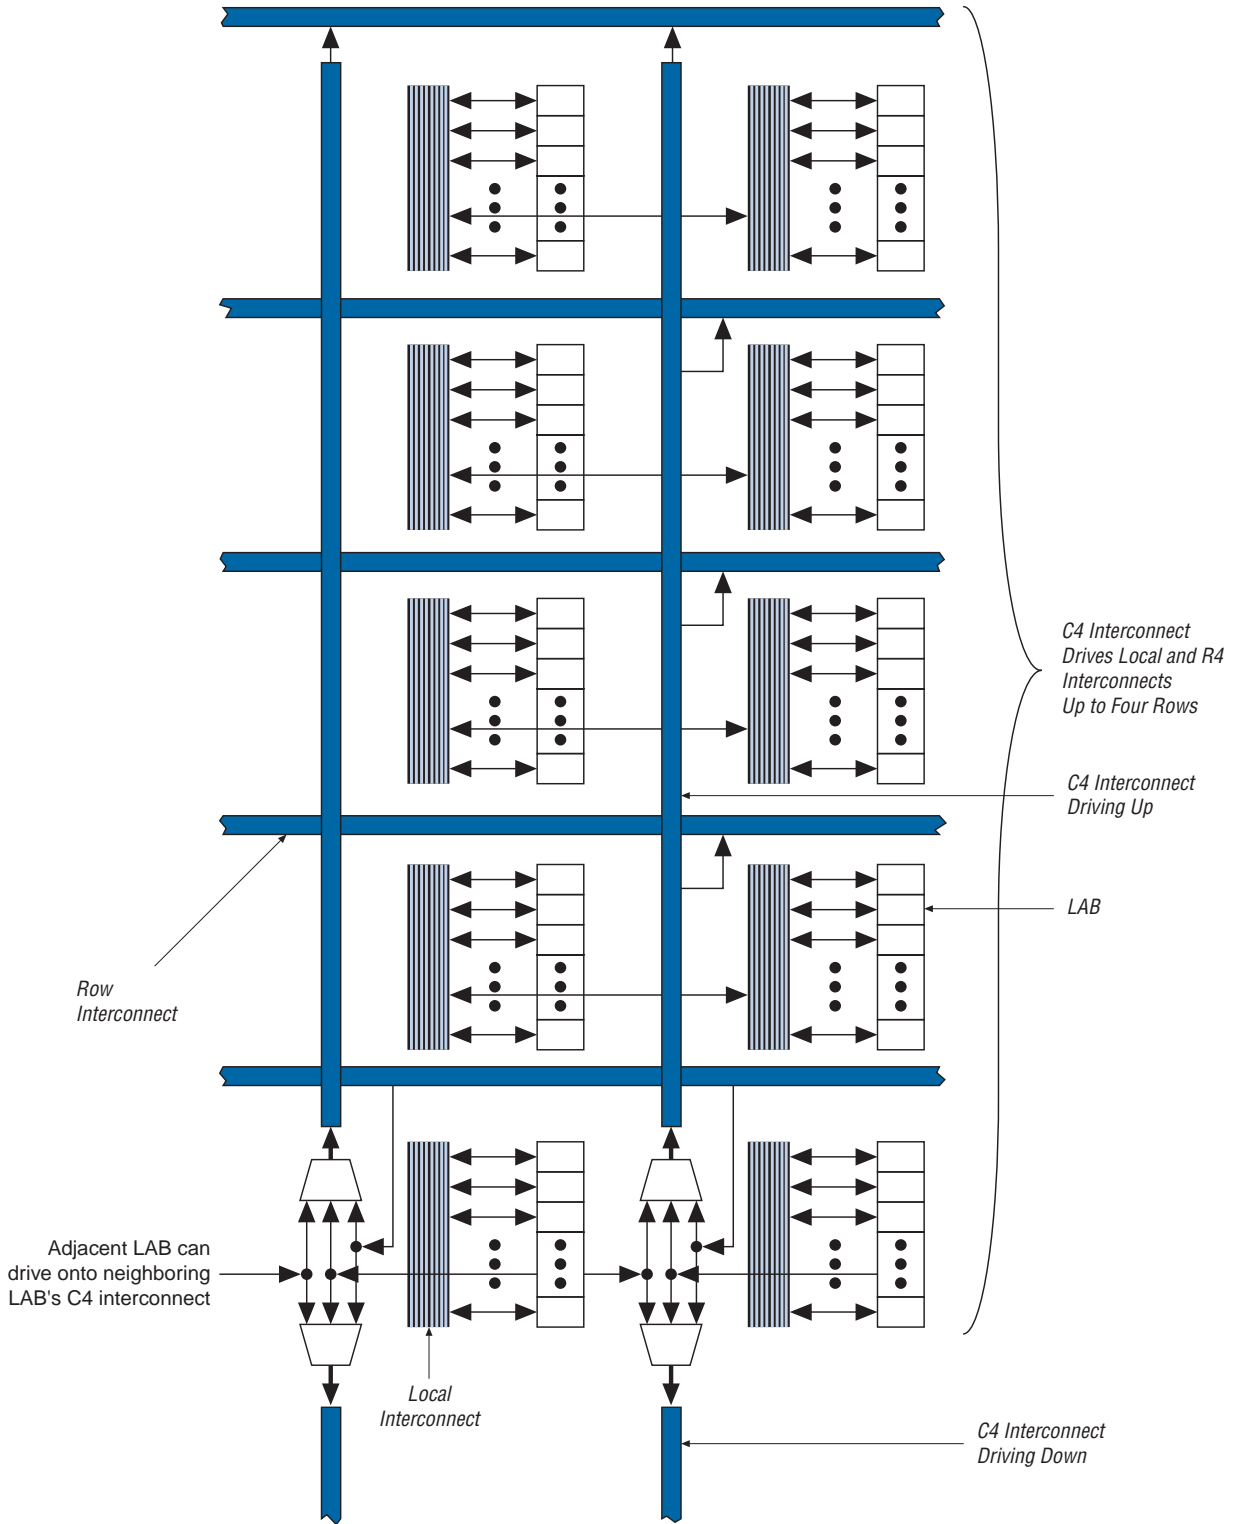 C4 Interconnect
Drives Local and R4
Interconnects
Up to Four Rows
C4 Interconnect
Driving Up
LAB
Row
Interconnect
Adjacent LAB can
drive onto neighboring
LAB's C4 interconnect
Local
Interconnect
C4 Interconnect
Driving Down